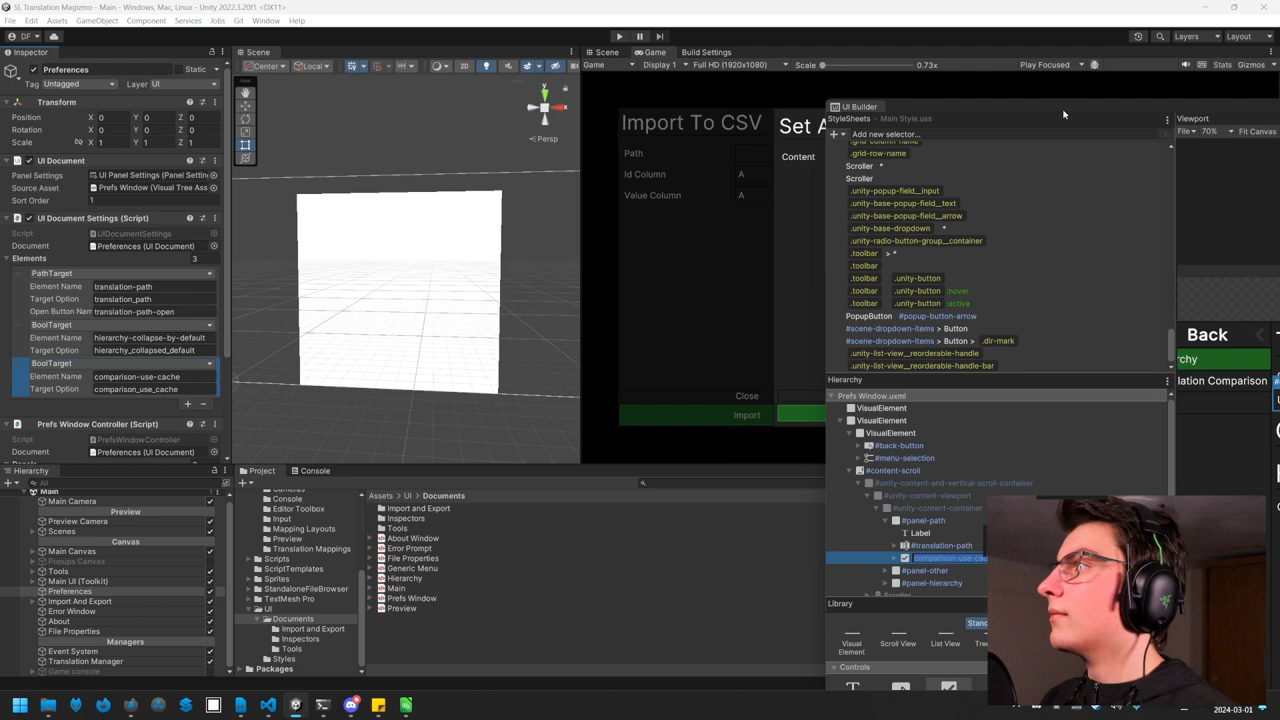 SL Translation Magizmo - Main - Windows, Mac, Linux - Unity 2022.3.20f1 <DX11>
File Edit Assets GameObject Component Services Jobs Git Window Help
DF
Layers Layout
Inspector
Preferences Static
Tag Untagged Layer UI
Transform
Position X 0 Y 0 Z 0
Rotation X 0 Y 0 Z 0
Scale X 1 Y 1 Z 1
UI Document
Panel Settings UI Panel Settings (Panel Setting
Source Asset Prefs Window (Visual Tree Ass
Sort Order 1
UI Document Settings (Script)
Script UIDocumentSettings
Document Preferences (UI Document)
Elements 3
PathTarget
Element Name translation-path
Target Option translation_path
Open Button Nam translation-path-open
BoolTarget
Element Name hierarchy-collapse-by-default
Target Option hierarchy_collapsed_default
BoolTarget
Element Name comparison-use-cache
Target Option comparison_use_cache
Prefs Window Controller (Script)
Script PrefsWindowController
Document Preferences (UI Document)
Scene
Center Local 2D
y
x
Persp
Scene Game Build Settings
Game Display 1 Full HD (1920x1080) Scale 0.73x Play Focused Stats Gizmos
Import To CSV
Path
Id Column A
Value Column A
Close
Import
Set A
Content
UI Builder
StyleSheets Main Style.uss
Add new selector...
.grid-row-name
Scroller *
Scroller
.unity-popup-field__input
.unity-base-popup-field__text
.unity-base-popup-field__arrow
.unity-base-dropdown *
.unity-radio-button-group__container
.toolbar > *
.toolbar
.toolbar .unity-button
.toolbar .unity-button :hover
.toolbar .unity-button :active
PopupButton #popup-button-arrow
#scene-dropdown-items > Button
#scene-dropdown-items > Button > .dir-mark
.unity-list-view__reorderable-handle
.unity-list-view__reorderable-handle-bar
Hierarchy
Prefs Window.uxml
VisualElement
VisualElement
VisualElement
#back-button
#menu-selection
#content-scroll
#unity-content-and-vertical-scroll-container
#unity-content-viewport
#unity-content-container
#panel-path
Label
#translation-path
comparison-use-cac
#panel-other
#panel-hierarchy
Library
Stand
Visual Element
Scroll View
List View
Tree
Controls
Viewport
File 70% Fit Canvas
Back
rchy
lation Comparison
Hierarchy
All
Main
Main Camera
Preview
Preview Camera
Scenes
Canvas
Main Canvas
Popups Canvas
Tools
Main UI (Toolkit)
Preferences
Import And Export
Error Window
About
File Properties
Managers
Event System
Translation Manager
Game console
Project Console
Console
Editor Toolbox
Input
Mapping Layouts
Preview
Translation Mappings
Scripts
ScriptTemplates
Sprites
StandaloneFileBrowser
TextMesh Pro
UI
Documents
Import and Export
Inspectors
Tools
Styles
Packages
Assets > UI > Documents
Import and Export
Inspectors
Tools
About Window
Error Prompt
File Properties
Generic Menu
Hierarchy
Main
Prefs Window
Preview
2024-03-01